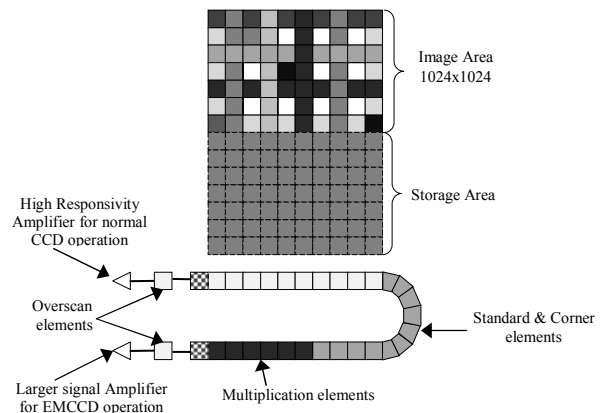 Image Area
1024x1024
Storage Area
High Responsivity
Amplifier for normal
CCD operation
Overscan
elements
Standard & Corner
elements
Larger signal Amplifier
for EMCCD operation
Multiplication elements